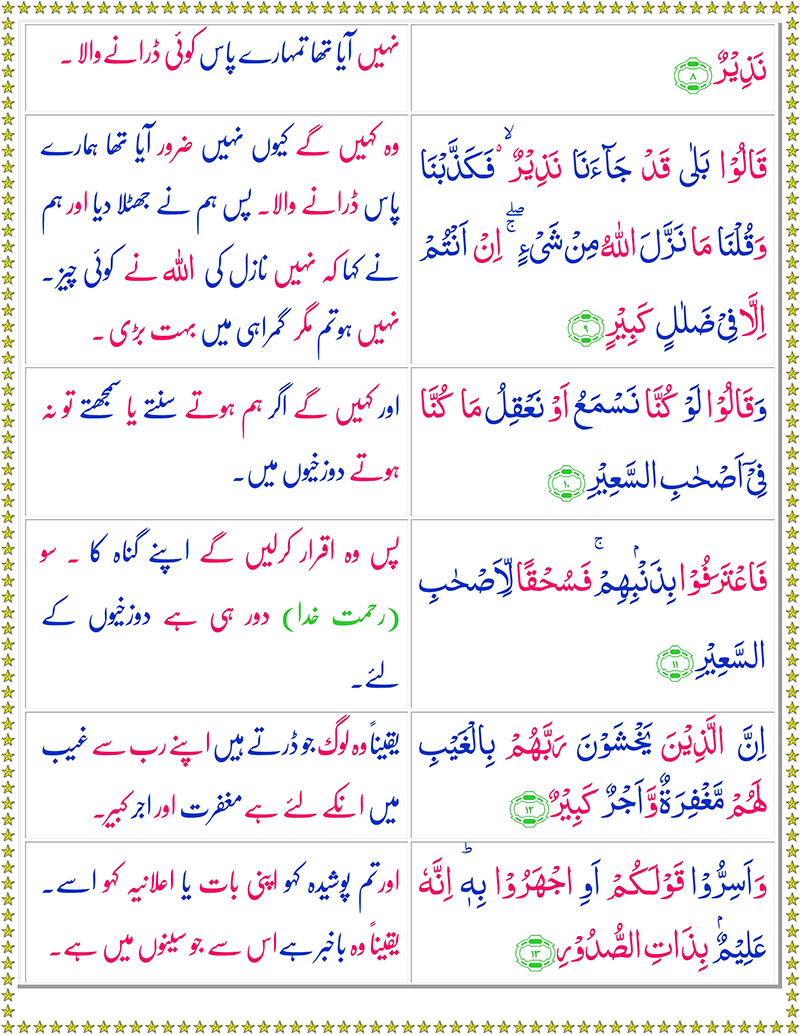 نَذِیْرٌ ۸
نہیں آیا تھا تمہارے پاس کوئی ڈرانے والا ۔
قَالُوْا بَلٰی قَدْ جَآءَنَا نَذِیْرٌ ۙ۬ فَکَذَّبْنَا
وَقُلْنَا مَا نَزَّلَ اللّٰهُ مِنْ شَیْءٍ ۖۚ اِنْ اَنْتُمْ
اِلَّا فِیْ ضَلٰلٍ کَبِیْرٍ ۹
وہ کہیں گے کیوں نہیں ضرور آیا تھا ہمارے
پاس ڈرانے والا۔ پس ہم نے جھٹلا دیا اور ہم
نے کہا کہ نہیں نازل کی اللہ نے کوئی چیز۔
نہیں ہو تم مگر گمراہی میں بہت بڑی ۔
وَقَالُوْا لَوْ کُنَّا نَسْمَعُ اَوْ نَعْقِلُ مَا کُنَّا
فِیْۤ اَصْحٰبِ السَّعِیْرِ ۱۰
اور کہیں گے اگر ہم ہوتے سنتے یا سمجھتے تو نہ
ہوتے دوزخیوں میں۔
فَاعْتَرَفُوْا بِذَنْۢبِهِمْ ۚ فَسُحْقًا لِّاَصْحٰبِ
السَّعِیْرِ ۱۱
پس وہ اقرار کرلیں گے اپنے گناہ کا ۔ سو
(رحمت خدا) دور ہی ہے دوزخیوں کے
لئے۔
اِنَّ الَّذِیْنَ یَخْشَوْنَ رَبَّهُمْ بِالْغَیْبِ
لَهُمْ مَّغْفِرَةٌ وَّاَجْرٌ کَبِیْرٌ ۱۲
یقیناً وہ لوگ جو ڈرتے ہیں اپنے رب سے غیب
میں انکے لئے ہے مغفرت اور اجر کبیر۔
وَاَسِرُّوْا قَوْلَکُمْ اَوِ اجْهَرُوْا بِهٖ ؕ اِنَّهٗ
عَلِیْمٌۢ بِذَاتِ الصُّدُوْرِ ۱۳
اور تم پوشیدہ کہو اپنی بات یا اعلانیہ کہو اسے۔
یقیناً وہ باخبر ہے اس سے جو سینوں میں ہے۔